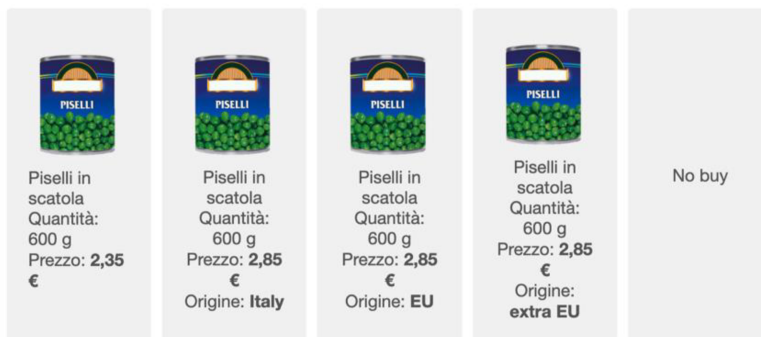 PISELLI
Piselli in
scatola
Quantità:
600 g
Prezzo: 2,35
€
PISELLI
Piselli in
scatola
Quantità:
600 g
Prezzo: 2,85
€
Origine: Italy
PISELLI
Piselli in
scatola
Quantità:
600 g
Prezzo: 2,85
€
Origine: EU
PISELLI
Piselli in
scatola
Quantità:
600 g
Prezzo: 2,85
€
Origine:
extra EU
No buy